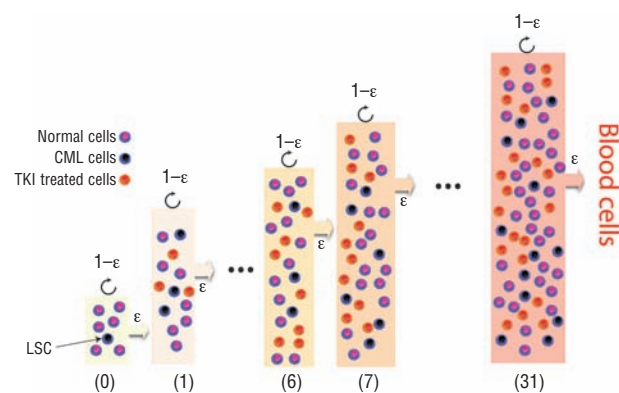 1–ε
1–ε
1–ε
1–ε
1–ε
Normal cells
CML cells
TKI treated cells
ε
ε
ε
ε
ε
•••
•••
Blood cells
LSC
(0)
(1)
(6)
(7)
(31)